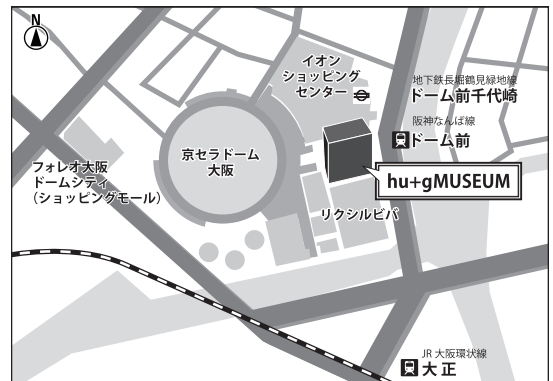 N
イオン
ショッピング
センター
地下鉄長堀鶴見緑地線
ドーム前千代崎
阪神なんば線
ドーム前
京セラドーム
大阪
フォレオ大阪
ドームシティ
(ショッピングモール)
hu+gMUSEUM
リクシルビバ
JR 大阪環状線
大正